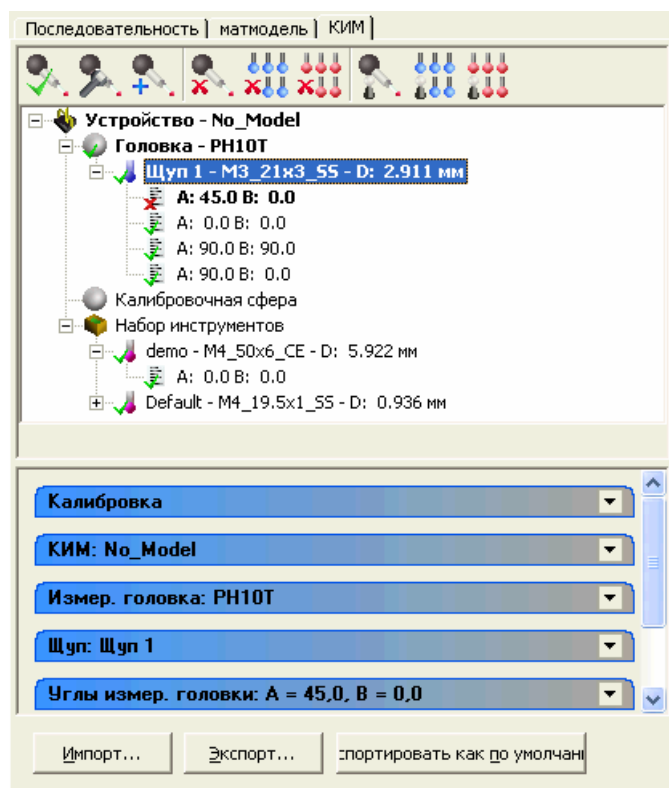 Последовательность матмодель КИМ
Устройство - No_Model
Головка - PH10T
Щуп 1 - M3_21x3_SS - D: 2.911 мм
A: 45.0 B: 0.0
A: 0.0 B: 0.0
A: 90.0 B: 90.0
A: 90.0 B: 0.0
Калибровочная сфера
Набор инструментов
demo - M4_50x6_CE - D: 5.922 мм
A: 0.0 B: 0.0
Default - M4_19.5x1_SS - D: 0.936 мм
Калибровка
КИМ: No_Model
Измер. головка: PH10T
Щуп: Щуп 1
Углы измер. головки: A = 45,0, B = 0,0
Импорт... Экспорт... спортировать как по умолчани